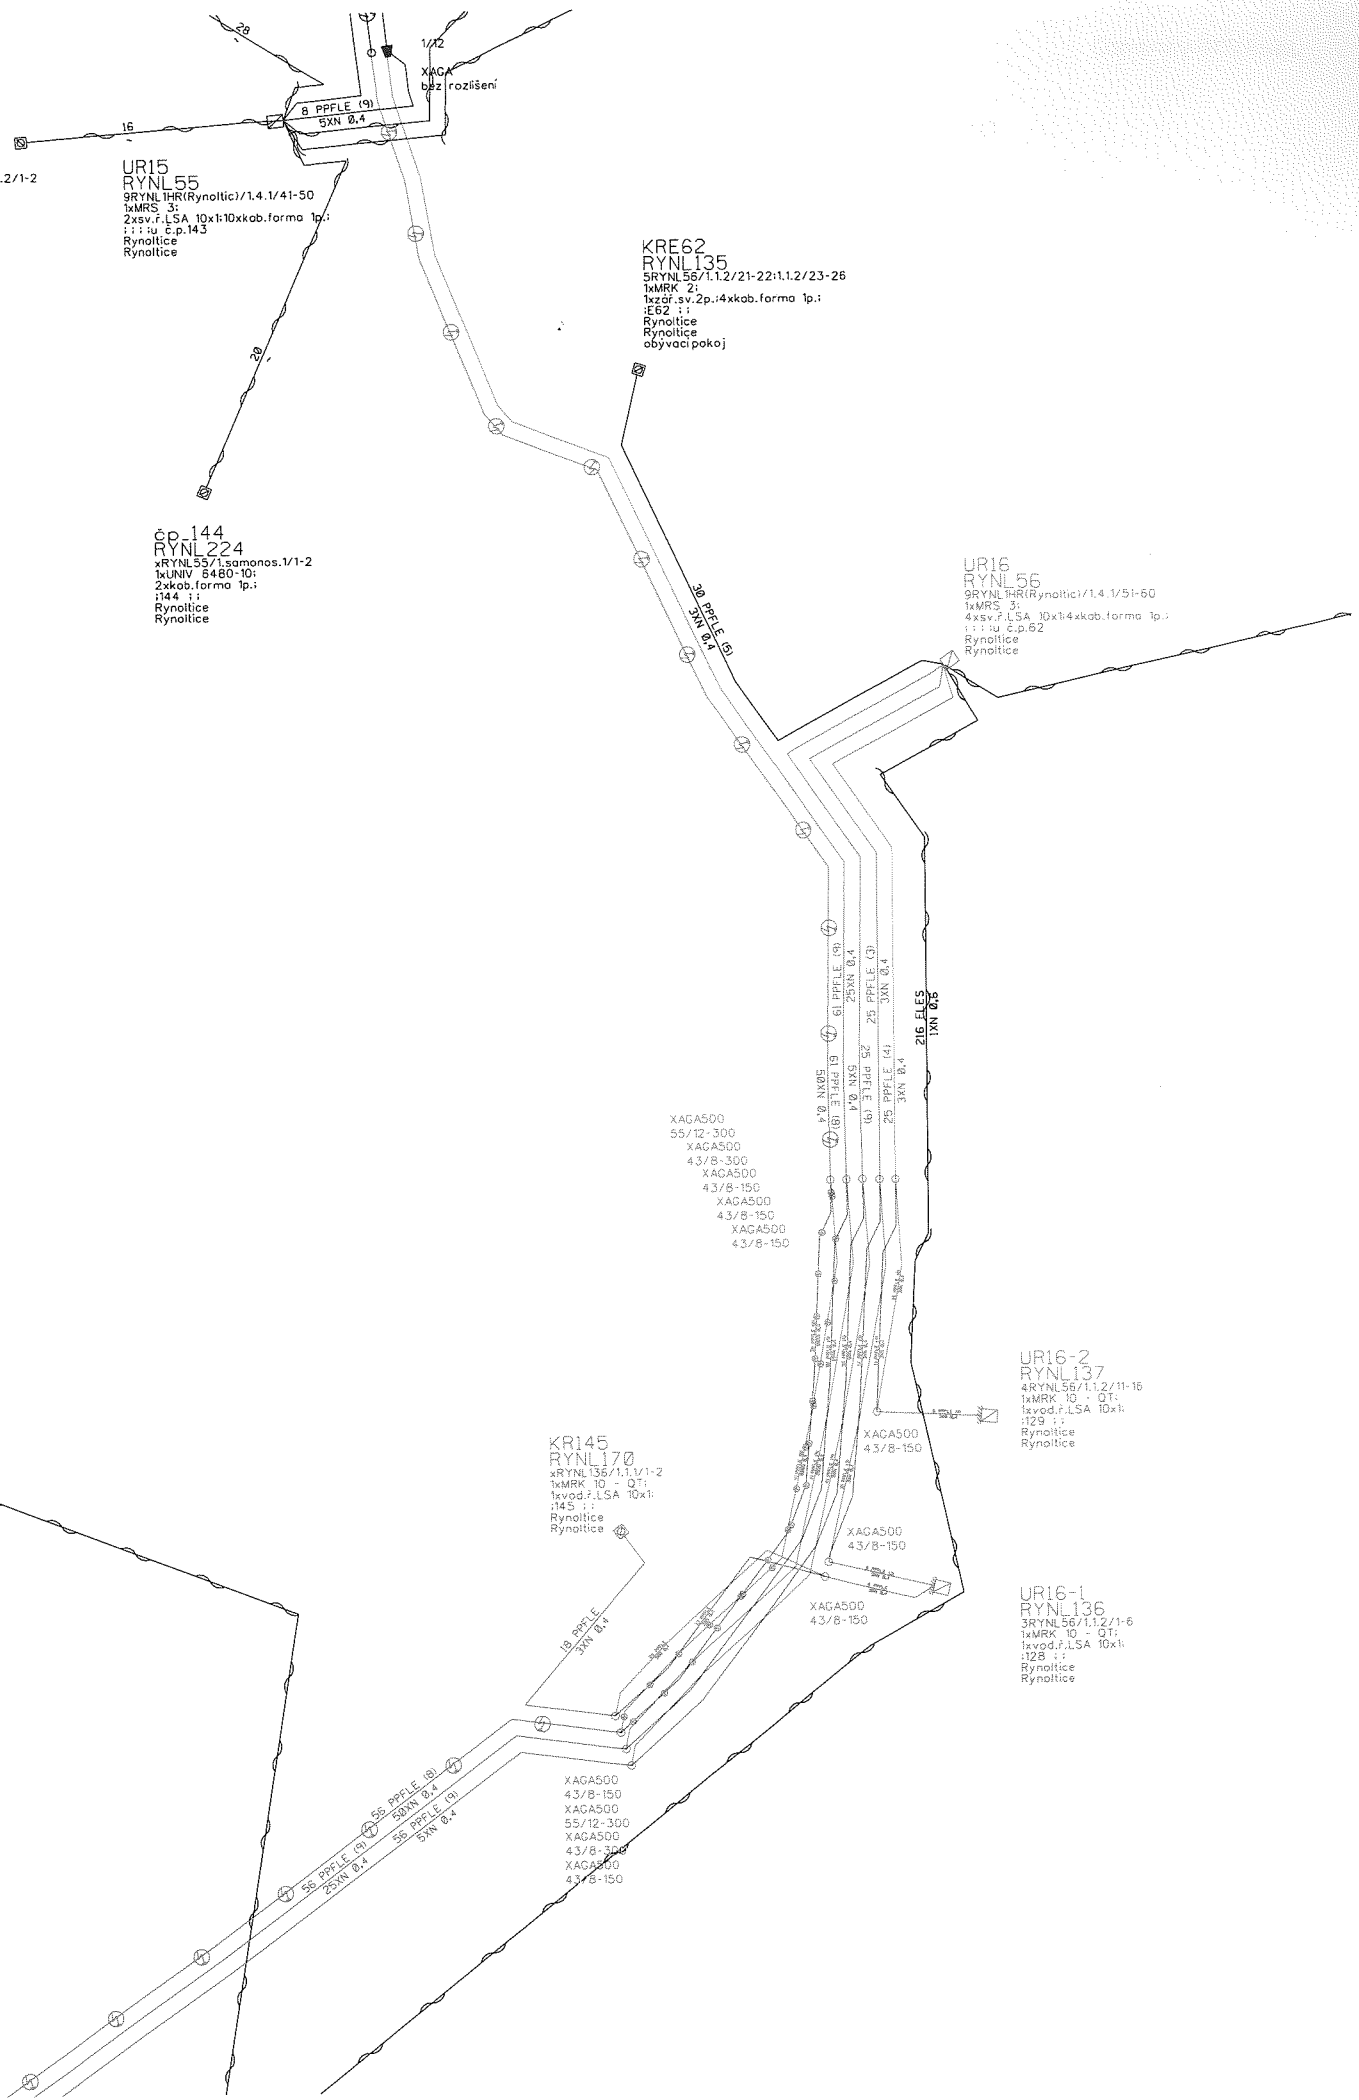 28
1/12
XAGA
bez rozlišení
8 PPFLE (9)
5XN 0,4
16
.2/1-2
UR15
RYNL55
9RYNL1HR(Rynoltic)/1.4.1/41-50
1xMRS 3;
2xsv.ř.LSA 10x1;10xkab.forma 1p.;
;;;;u č.p.143
Rynoltice
Rynoltice
KRE62
RYNL135
5RYNL56/1.1.2/21-22;1.1.2/23-26
1xMRK 2;
1xzář.sv.2p.;4xkab.forma 1p.;
;E62 ;;
Rynoltice
Rynoltice
obývací pokoj
20
čp_144
RYNL224
xRYNL55/1.samonos.1/1-2
1xUNIV 6480-10;
2xkab.forma 1p.;
;144 ;;
Rynoltice
Rynoltice
30 PPFLE (5)
3XN 0,4
UR16
RYNL56
9RYNL1HR(Rynoltic)/1.4.1/51-60
1xMRS 3;
4xsv.ř.LSA 10x1;4xkab.forma 1p.;
;;;;u č.p.62
Rynoltice
Rynoltice
61 PPFLE (9)
25XN 0,4
25 PPFLE (3)
3XN 0,4
216 FLES
1XN 0,6
61 PPFLE (8)
50XN 0,4
25 PPFLE (9)
5XN 0,4
25 PPFLE (4)
3XN 0,4
XAGA500
55/12-300
XAGA500
43/8-300
XAGA500
43/8-150
XAGA500
43/8-150
XAGA500
43/8-150
UR16-2
RYNL137
4RYNL56/1.1.2/11-16
1xMRK 10 - QT;
1xvod.ř.LSA 10x1;
;129 ;;
Rynoltice
Rynoltice
XAGA500
43/8-150
KR145
RYNL170
xRYNL136/1.1.1/1-2
1xMRK 10 - QT;
1xvod.ř.LSA 10x1;
;145 ;;
Rynoltice
Rynoltice
XAGA500
43/8-150
UR16-1
RYNL136
3RYNL56/1.1.2/1-6
1xMRK 10 - QT;
1xvod.ř.LSA 10x1;
;128 ;;
Rynoltice
Rynoltice
XAGA500
43/8-150
18 PPFLE
3XN 0,4
XAGA500
43/8-150
XAGA500
55/12-300
XAGA500
43/8-300
XAGA500
43/8-150
56 PPFLE (8)
50XN 0,4
56 PPFLE (9)
5XN 0,4
56 PPFLE (9)
25XN 0,4